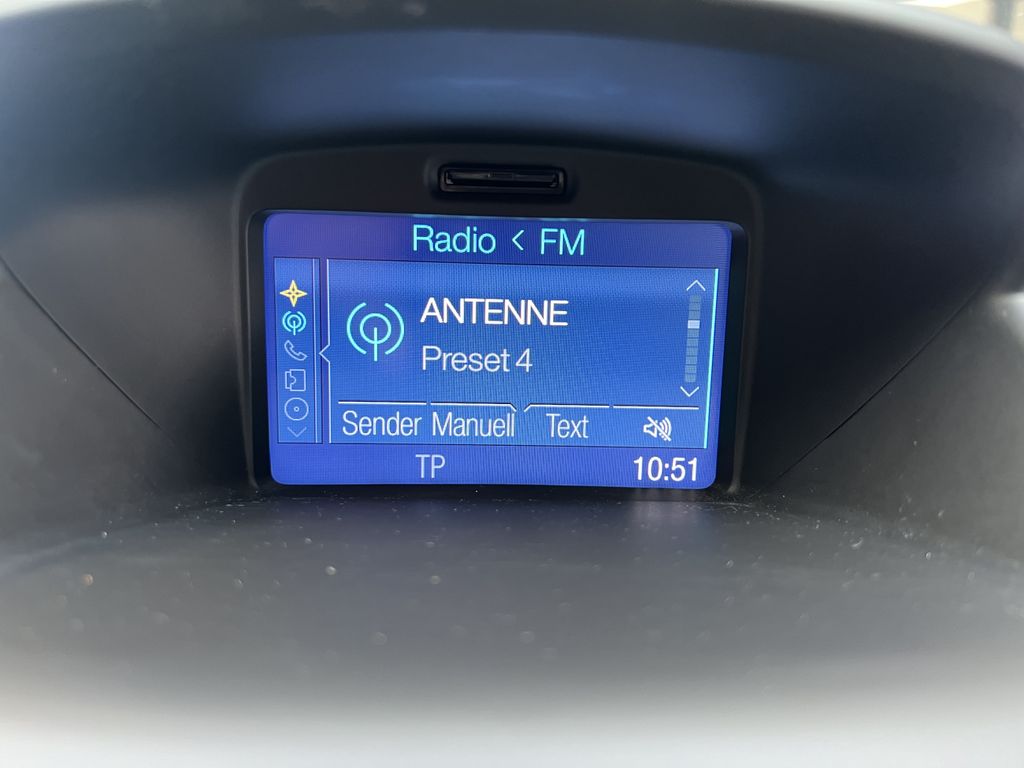 Radio < FM
ANTENNE
Preset 4
Sender Manuell Text
TP 10:51